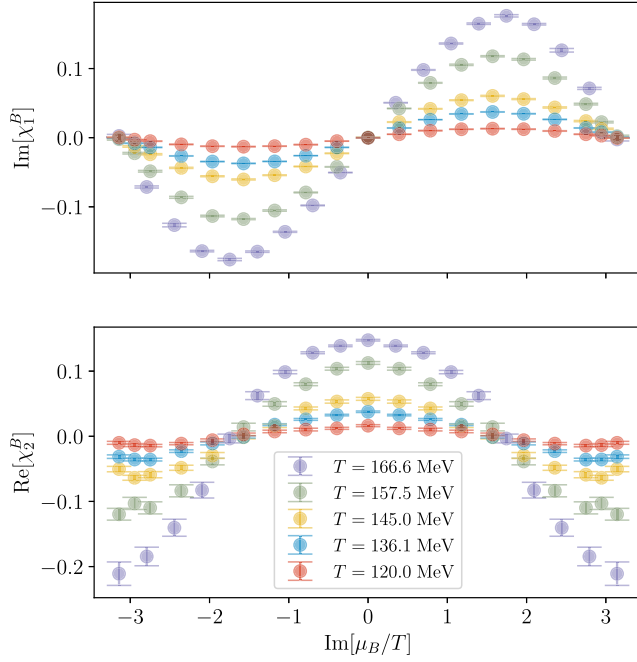 Im[χ₁ᴮ]
0.1
0.0
−0.1
Re[χ₂ᴮ]
0.1
0.0
−0.1
−0.2
T = 166.6 MeV
T = 157.5 MeV
T = 145.0 MeV
T = 136.1 MeV
T = 120.0 MeV
−3 −2 −1 0 1 2 3
Im[μ_B/T]